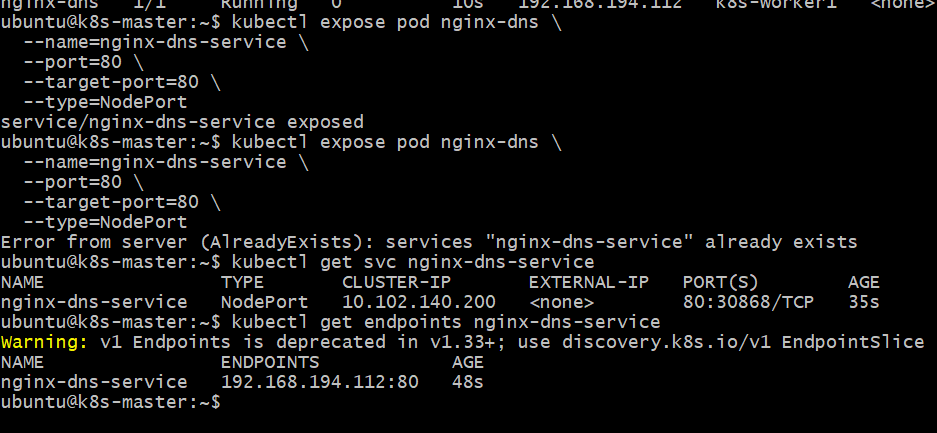 nginx-dns   1/1     Running   0          10s   192.168.194.112   k8s-worker1   <none>
ubuntu@k8s-master:~$ kubectl expose pod nginx-dns \
  --name=nginx-dns-service \
  --port=80 \
  --target-port=80 \
  --type=NodePort
service/nginx-dns-service exposed
ubuntu@k8s-master:~$ kubectl expose pod nginx-dns \
  --name=nginx-dns-service \
  --port=80 \
  --target-port=80 \
  --type=NodePort
Error from server (AlreadyExists): services "nginx-dns-service" already exists
ubuntu@k8s-master:~$ kubectl get svc nginx-dns-service
NAME                TYPE       CLUSTER-IP       EXTERNAL-IP   PORT(S)        AGE
nginx-dns-service   NodePort   10.102.140.200   <none>        80:30868/TCP   35s
ubuntu@k8s-master:~$ kubectl get endpoints nginx-dns-service
Warning: v1 Endpoints is deprecated in v1.33+; use discovery.k8s.io/v1 EndpointSlice
NAME                ENDPOINTS            AGE
nginx-dns-service   192.168.194.112:80   48s
ubuntu@k8s-master:~$